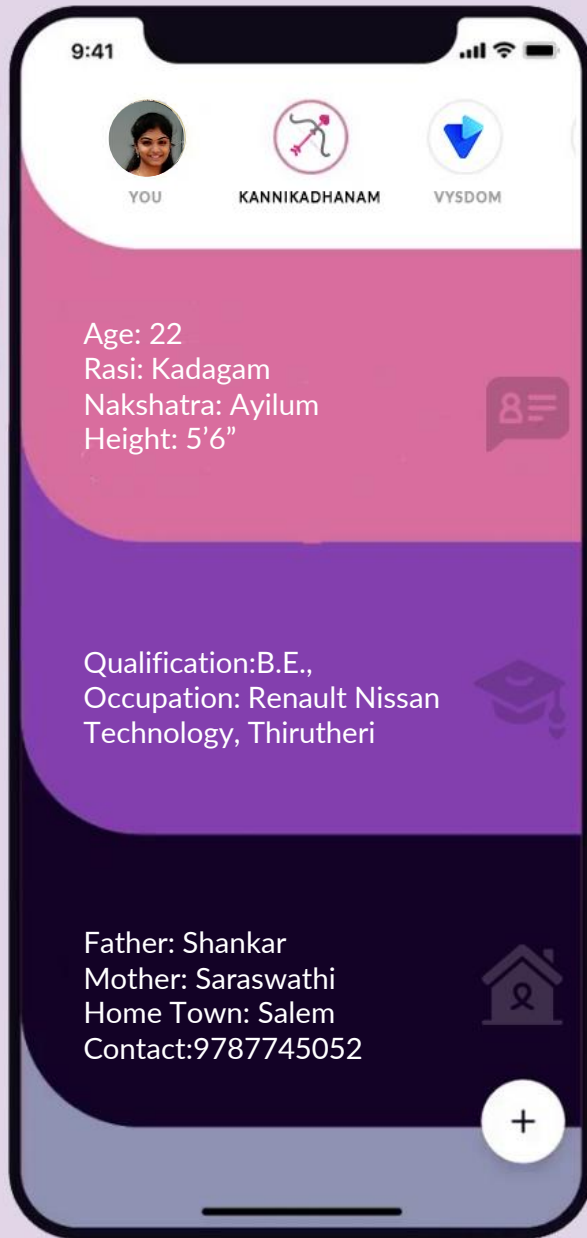 9:41
YOU
KANNIKADHANAM
VYSDOM
Age: 22
Rasi: Kadagam
Nakshatra: Ayilum
Height: 5’6”
Qualification:B.E.,
Occupation: Renault Nissan
Technology, Thirutheri
Father: Shankar
Mother: Saraswathi
Home Town: Salem
Contact:9787745052